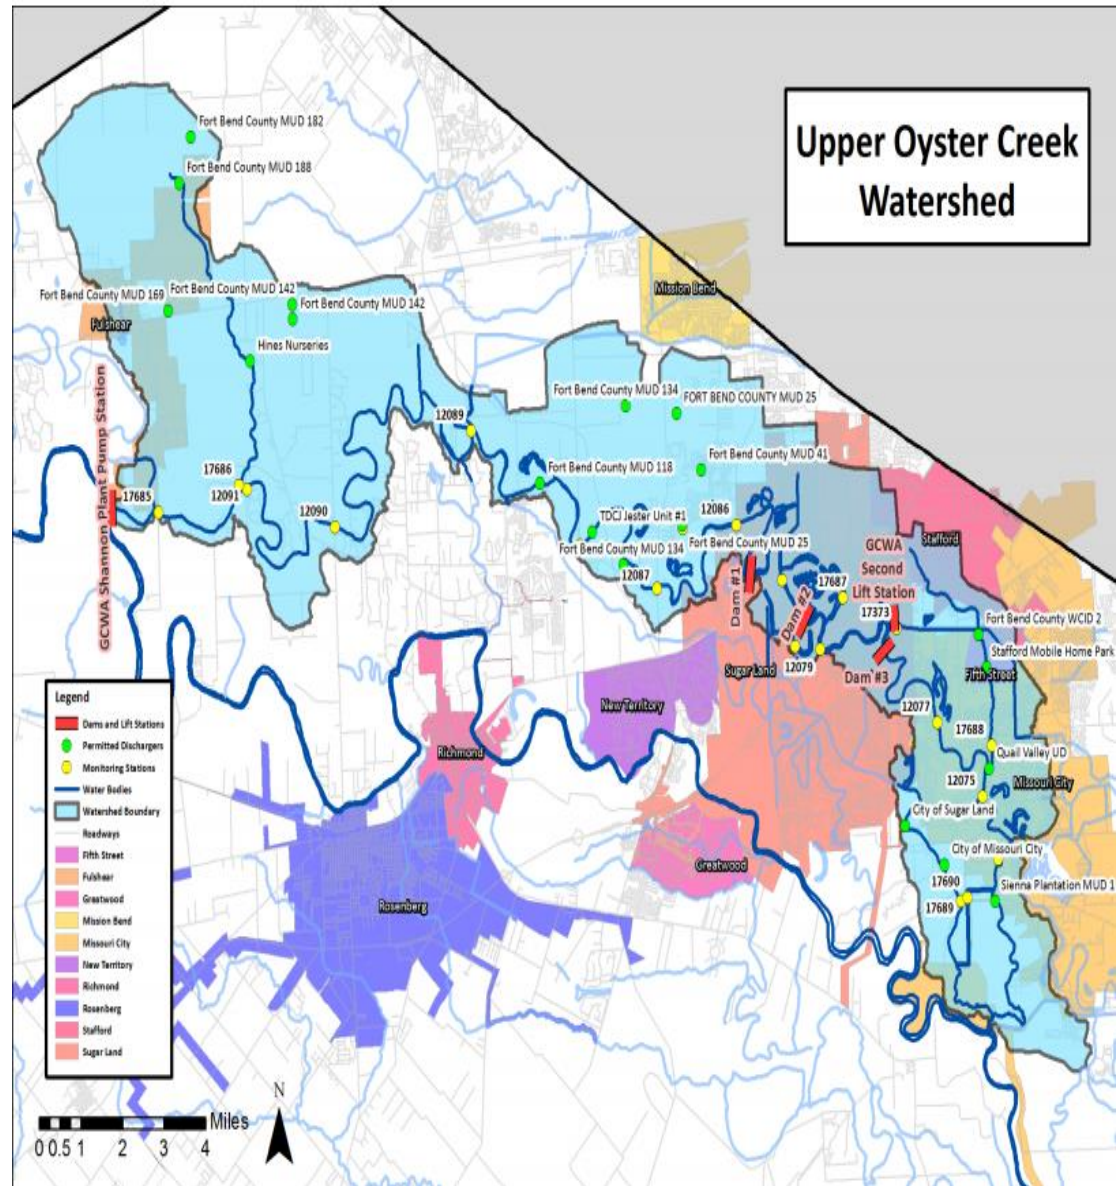 Upper Oyster Creek
Watershed
Fort Bend County MUD 182
Fort Bend County MUD 188
Mission Bend
Fort Bend County MUD 169
Fort Bend County MUD 142
Fort Bend County MUD 142
Fulshear
Hines Nurseries
Fort Bend County MUD 134
FORT BEND COUNTY MUD 25
12089
GCWA Shannon Plant Pump Station
17686
17685
12091
12090
Fort Bend County MUD 118
Fort Bend County MUD 41
TDCJ Jester Unit #1
12086
Fort Bend County MUD 134
Fort Bend County MUD 25
12087
Stafford
GCWA
Second
Lift Station
Dam #1
Dam #2
17687
17373
Fort Bend County WCID 2
Stafford Mobile Home Park
Fifth Street
Sugar Land
12079
Dam #3
New Territory
12077
17688
Quail Valley UD
12075
Missouri City
Richmond
City of Sugar Land
City of Missouri City
Greatwood
17690
Sienna Plantation MUD 1
17689
Rosenberg
Legend
Dams and Lift Stations
Permitted Dischargers
Monitoring Stations
Water Bodies
Watershed Boundary
Roadways
Fifth Street
Fulshear
Greatwood
Mission Bend
Missouri City
New Territory
Richmond
Rosenberg
Stafford
Sugar Land
N
Miles
0 0.5 1 2 3 4